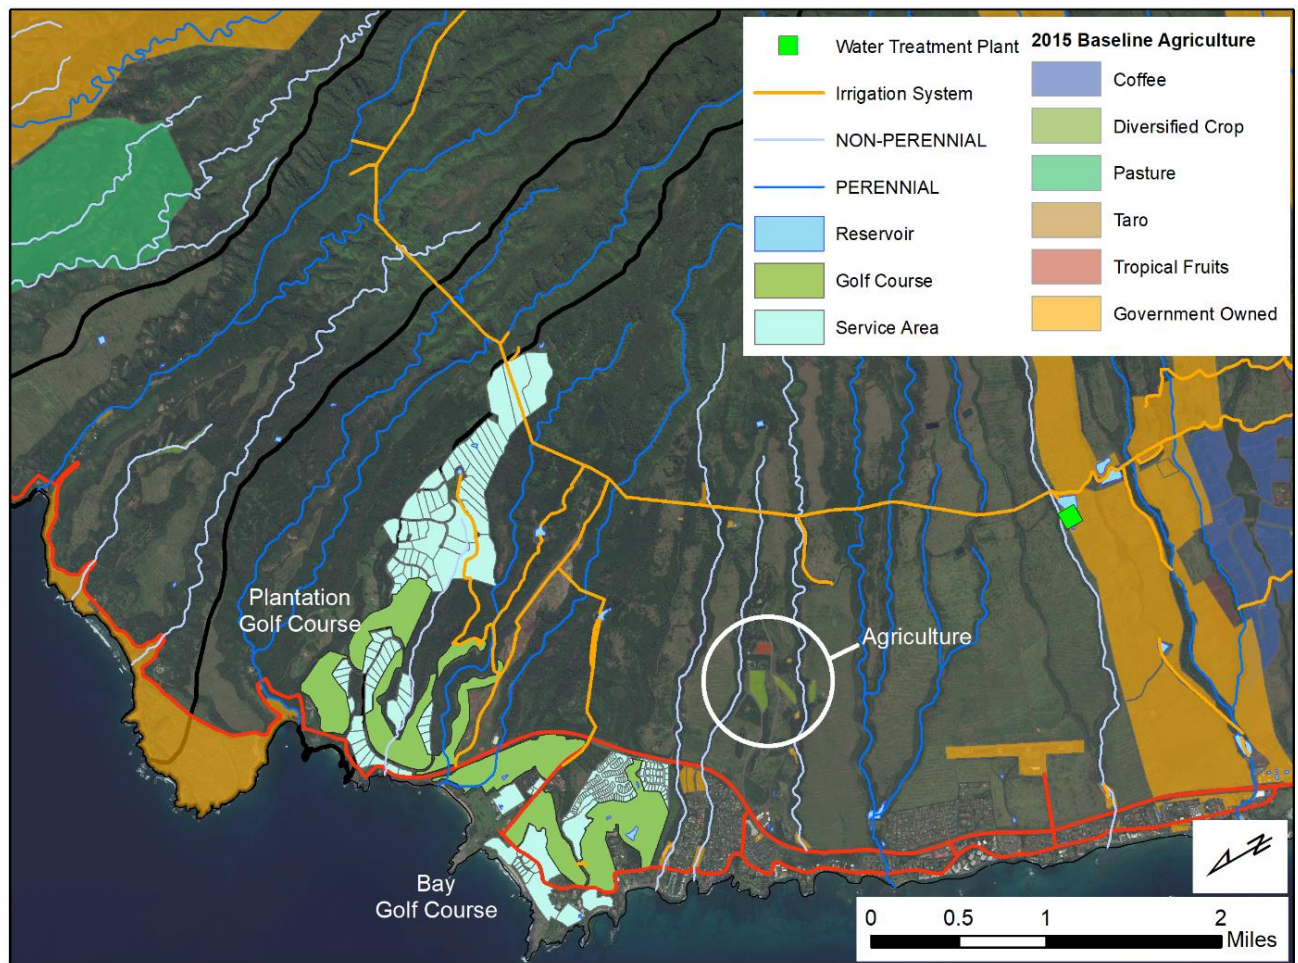 Water Treatment Plant
Irrigation System
NON-PERENNIAL
PERENNIAL
Reservoir
Golf Course
Service Area
2015 Baseline Agriculture
Coffee
Diversified Crop
Pasture
Taro
Tropical Fruits
Government Owned
Plantation
Golf Course
Agriculture
Bay
Golf Course
N
0 0.5 1 2
Miles